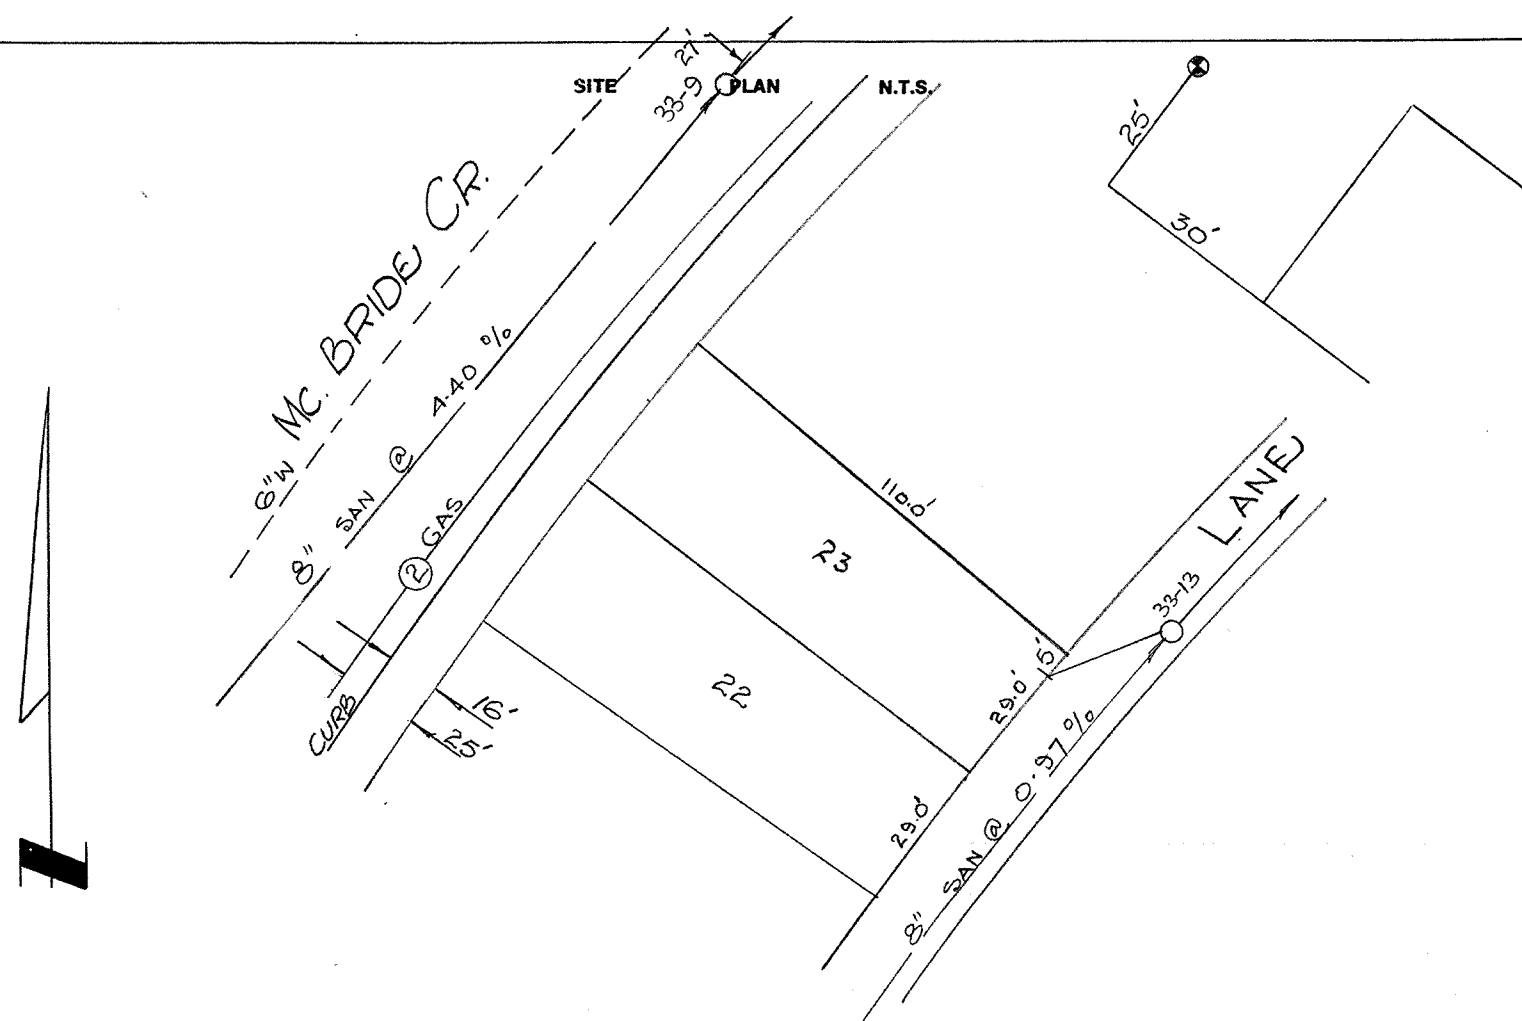 SITE PLAN N.T.S.
27'
33-9
25'
30'
MC. BRIDE CR.
6"W
8" SAN @ 4.40 %
2 GAS
CURB
16'
25'
110.0'
23
22
LANE
33-13
5'
29.0'
29.0'
8" SAN @ 0.97%